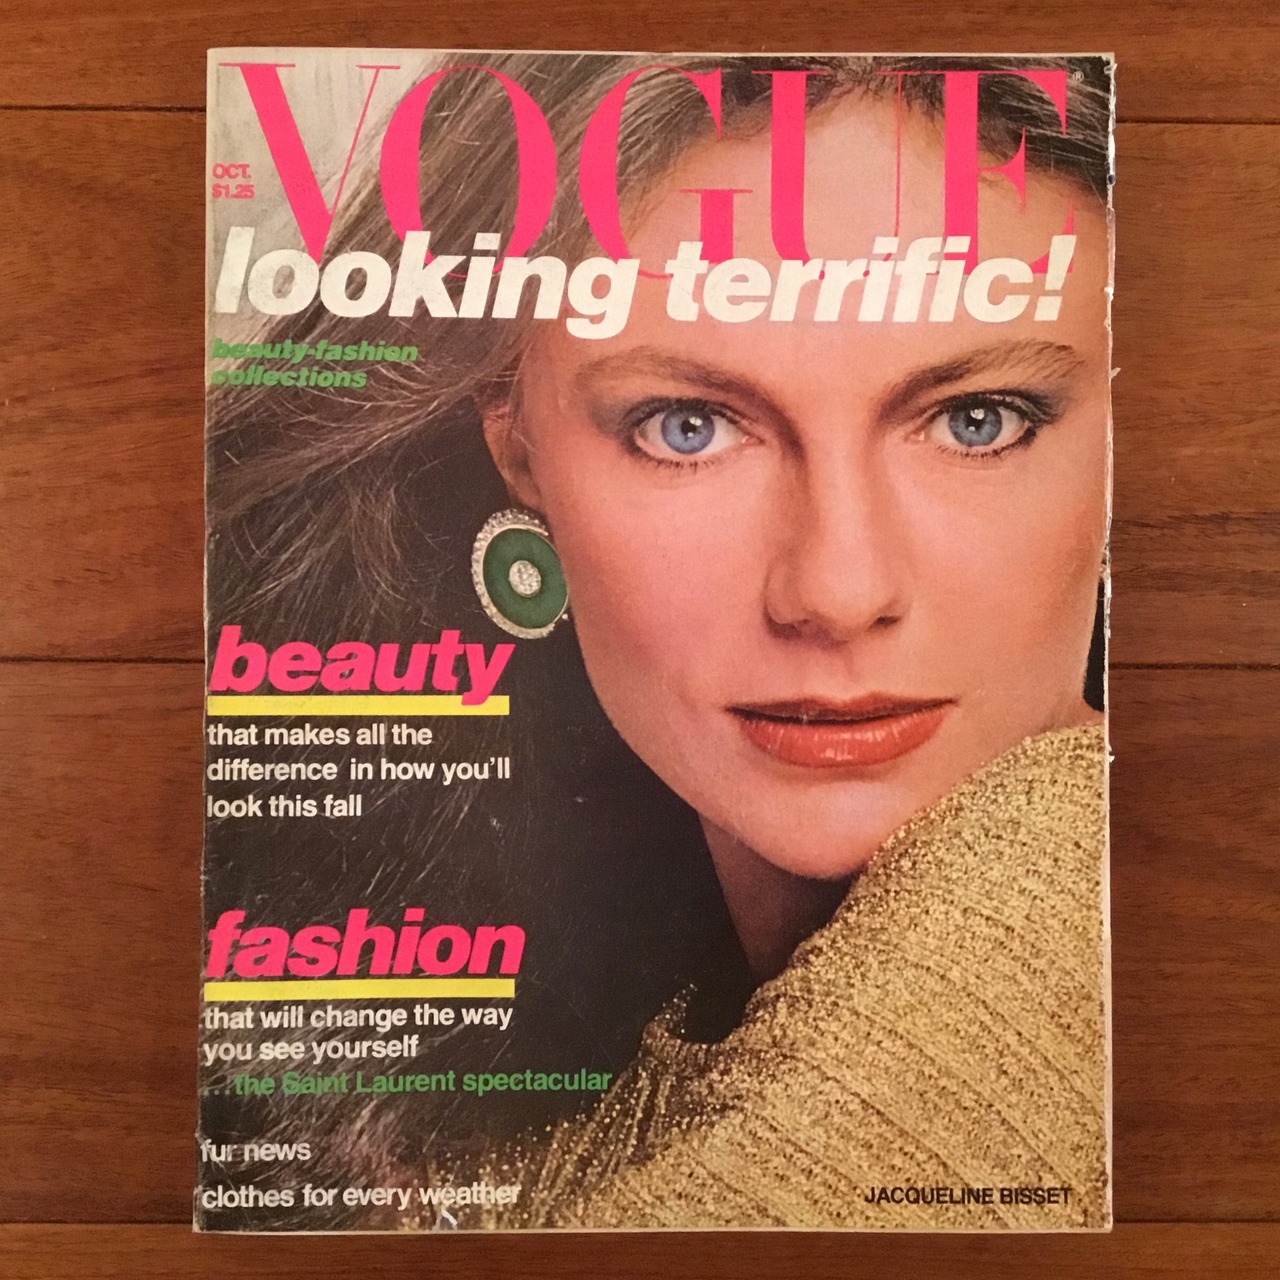 VOGUE®
OCT.
$1.25
looking terrific!
beauty-fashion
collections
beauty
that makes all the
difference in how you'll
look this fall
fashion
that will change the way
you see yourself
...the Saint Laurent spectacular
fur news
clothes for every weather
JACQUELINE BISSET